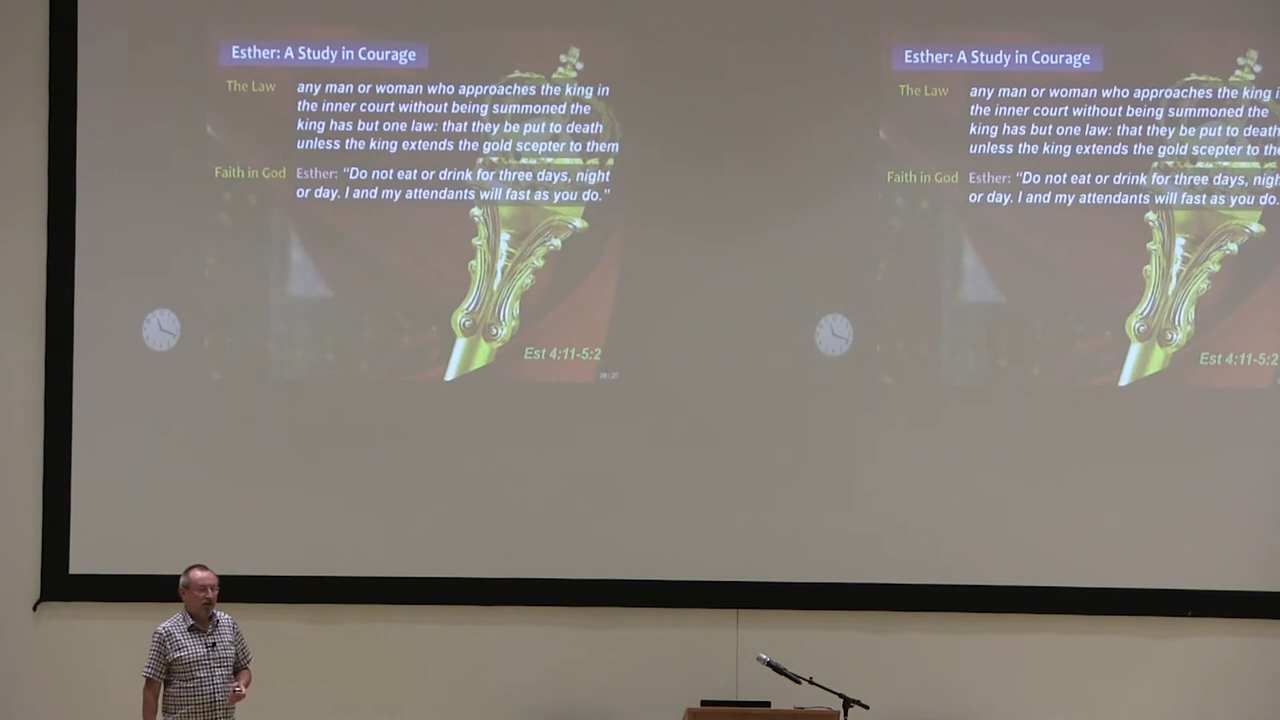 Esther: A Study in Courage
The Law any man or woman who approaches the king in
the inner court without being summoned the
king has but one law: that they be put to death
unless the king extends the gold scepter to them
Faith in God Esther: “Do not eat or drink for three days, night
or day. I and my attendants will fast as you do.”
Est 4:11-5:2
Esther: A Study in Courage
The Law any man or woman who approaches the king i
the inner court without being summoned the
king has but one law: that they be put to death
unless the king extends the gold scepter to the
Faith in God Esther: “Do not eat or drink for three days, nigh
or day. I and my attendants will fast as you do.
Est 4:11-5:2